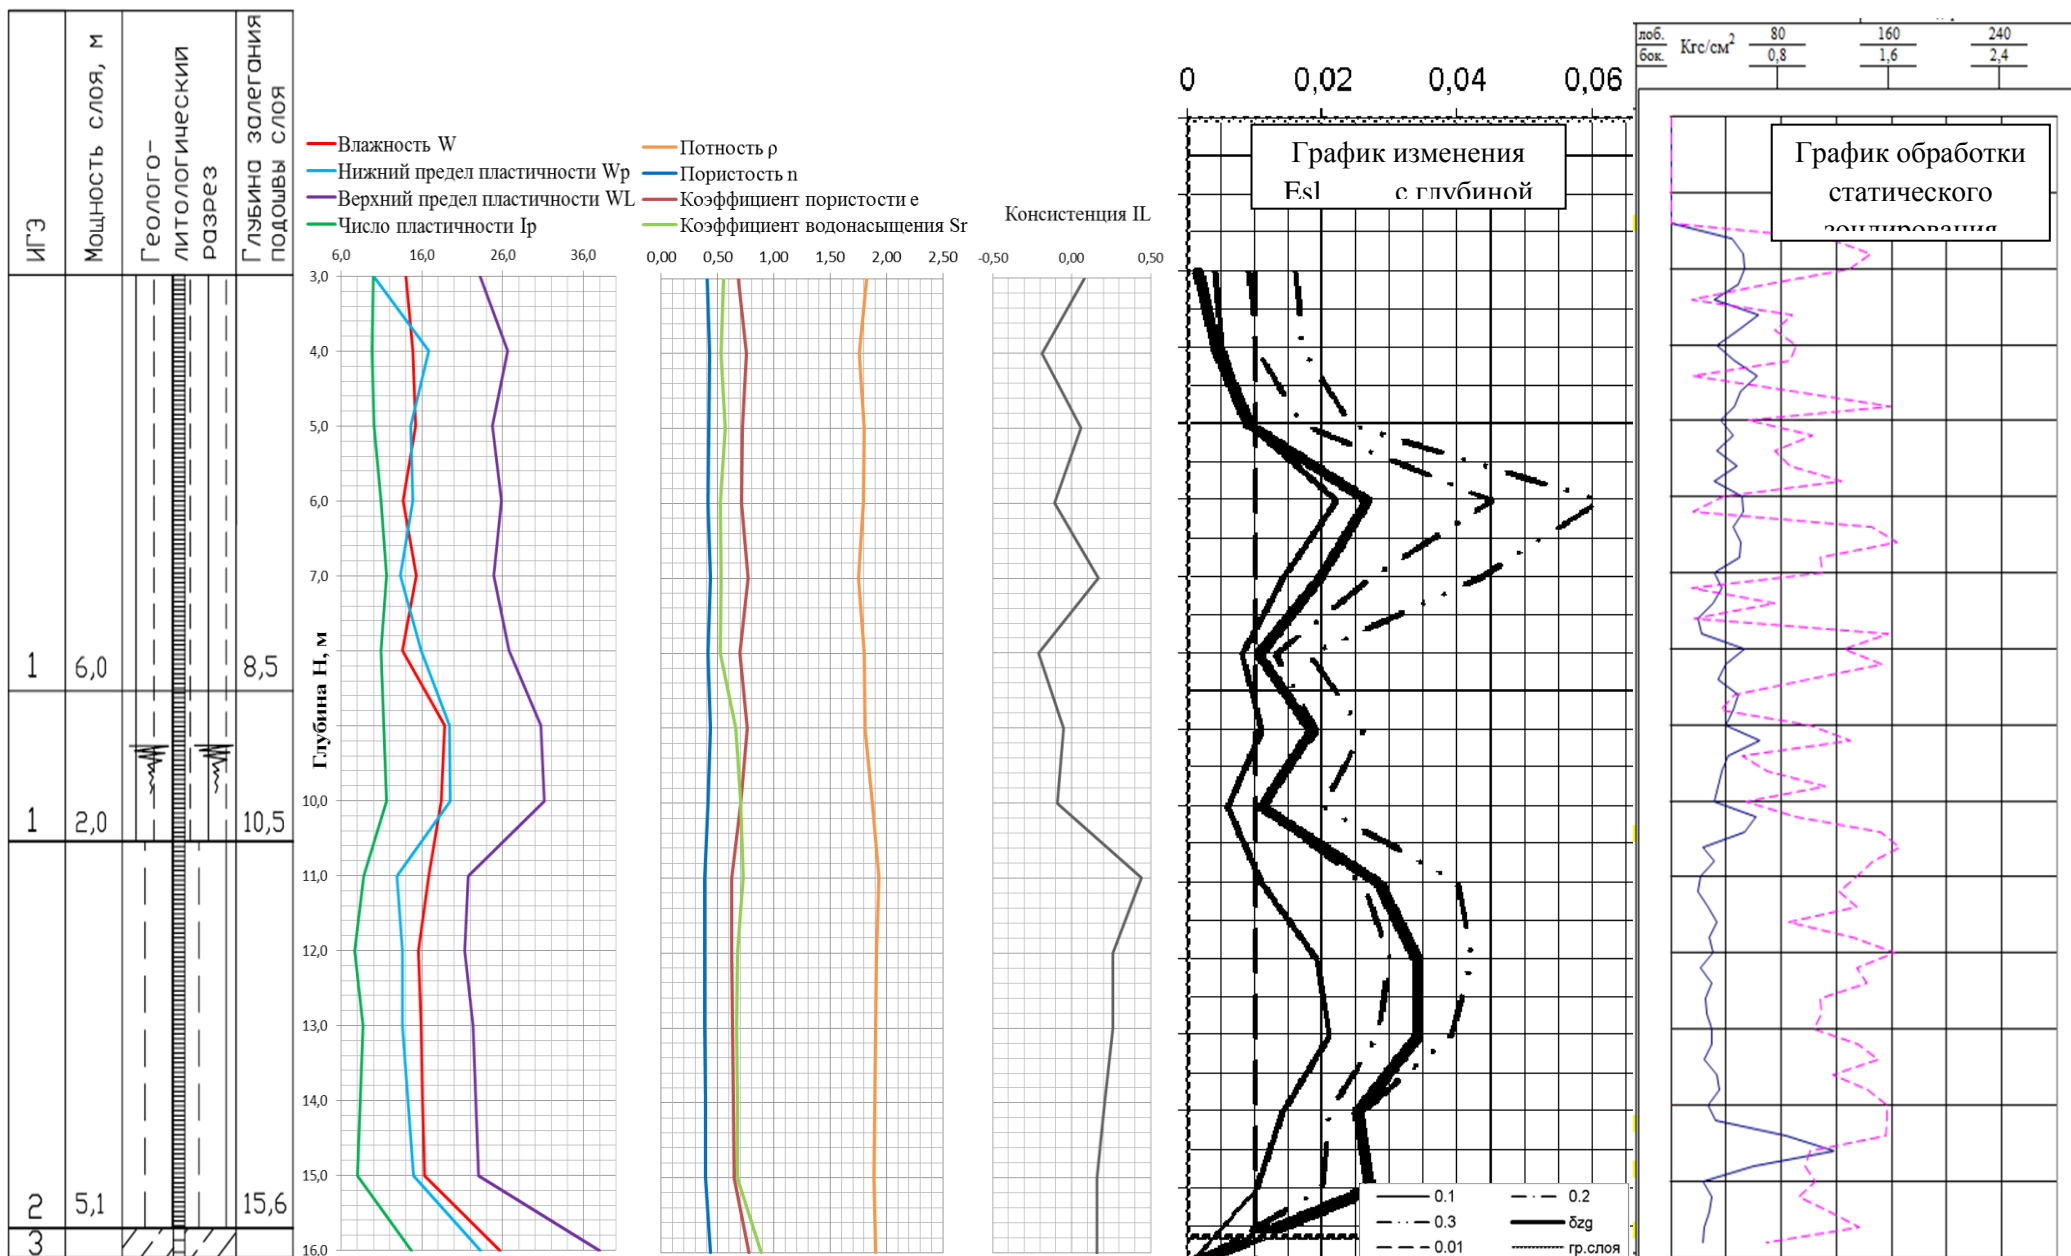 ИГЭ
Мощность слоя, м
Геолого-
литологический
разрез
Глубина залегания
подошвы слоя
1
6,0
8,5
1
2,0
10,5
2
5,1
15,6
3
Влажность W
Нижний предел пластичности Wp
Верхний предел пластичности WL
Число пластичности Ip
6,0 16,0 26,0 36,0
Глубина Н, м
3,0
4,0
5,0
6,0
7,0
10,0
11,0
12,0
13,0
14,0
15,0
16,0
Потность ρ
Пористость n
Коэффициент пористости e
Коэффициент водонасыщения Sr
0,00 0,50 1,00 1,50 2,00 2,50
Консистенция IL
-0,50 0,00 0,50
0 0,02 0,04 0,06
График изменения
Esl с глубиной
0.1 0.2
0.3 δzg
0.01 гр.слоя
лоб. Кгс/см² 80 160 240
бок. 0,8 1,6 2,4
График обработки
статического
зондирования